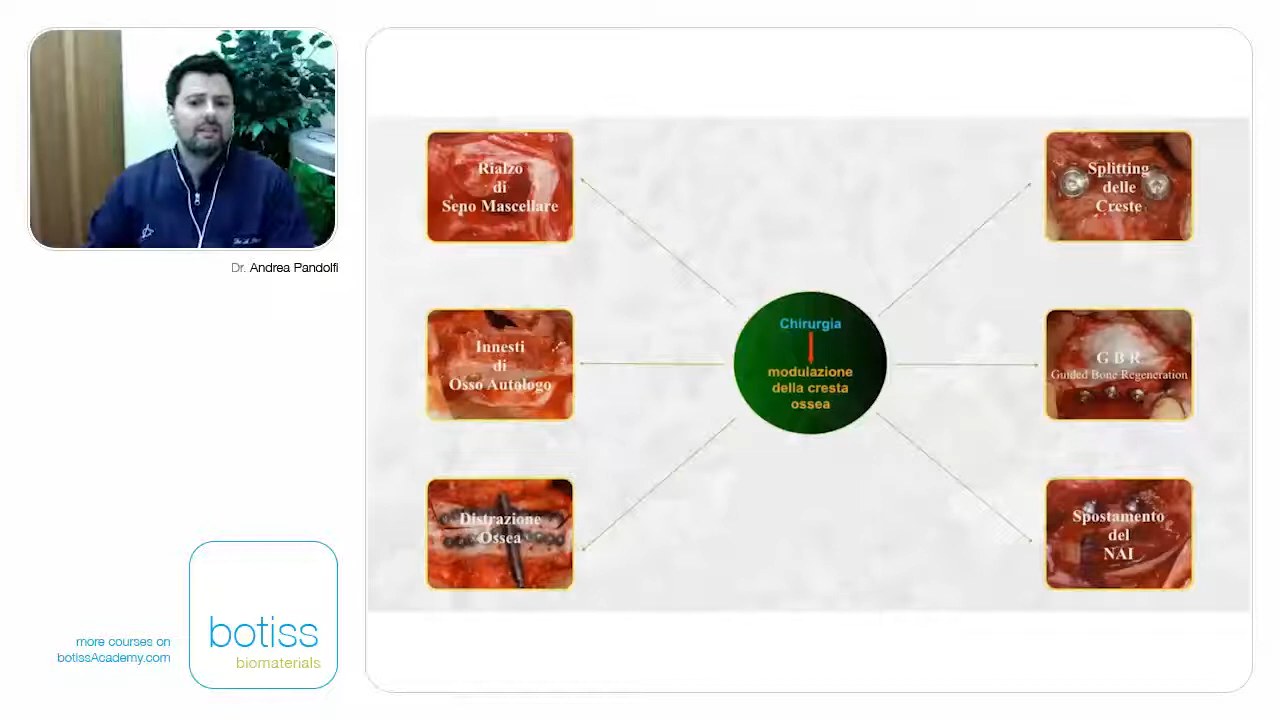 Dr. Andrea Pandolfi
more courses on
botissAcademy.com
botiss
biomaterials
Rialzo
di
Seno Mascellare
Innesti
di
Osso Autologo
Distrazione
Ossea
Chirurgia
modulazione
della cresta
ossea
Splitting
delle
Creste
G B R
Guided Bone Regeneration
Spostamento
del
NAI